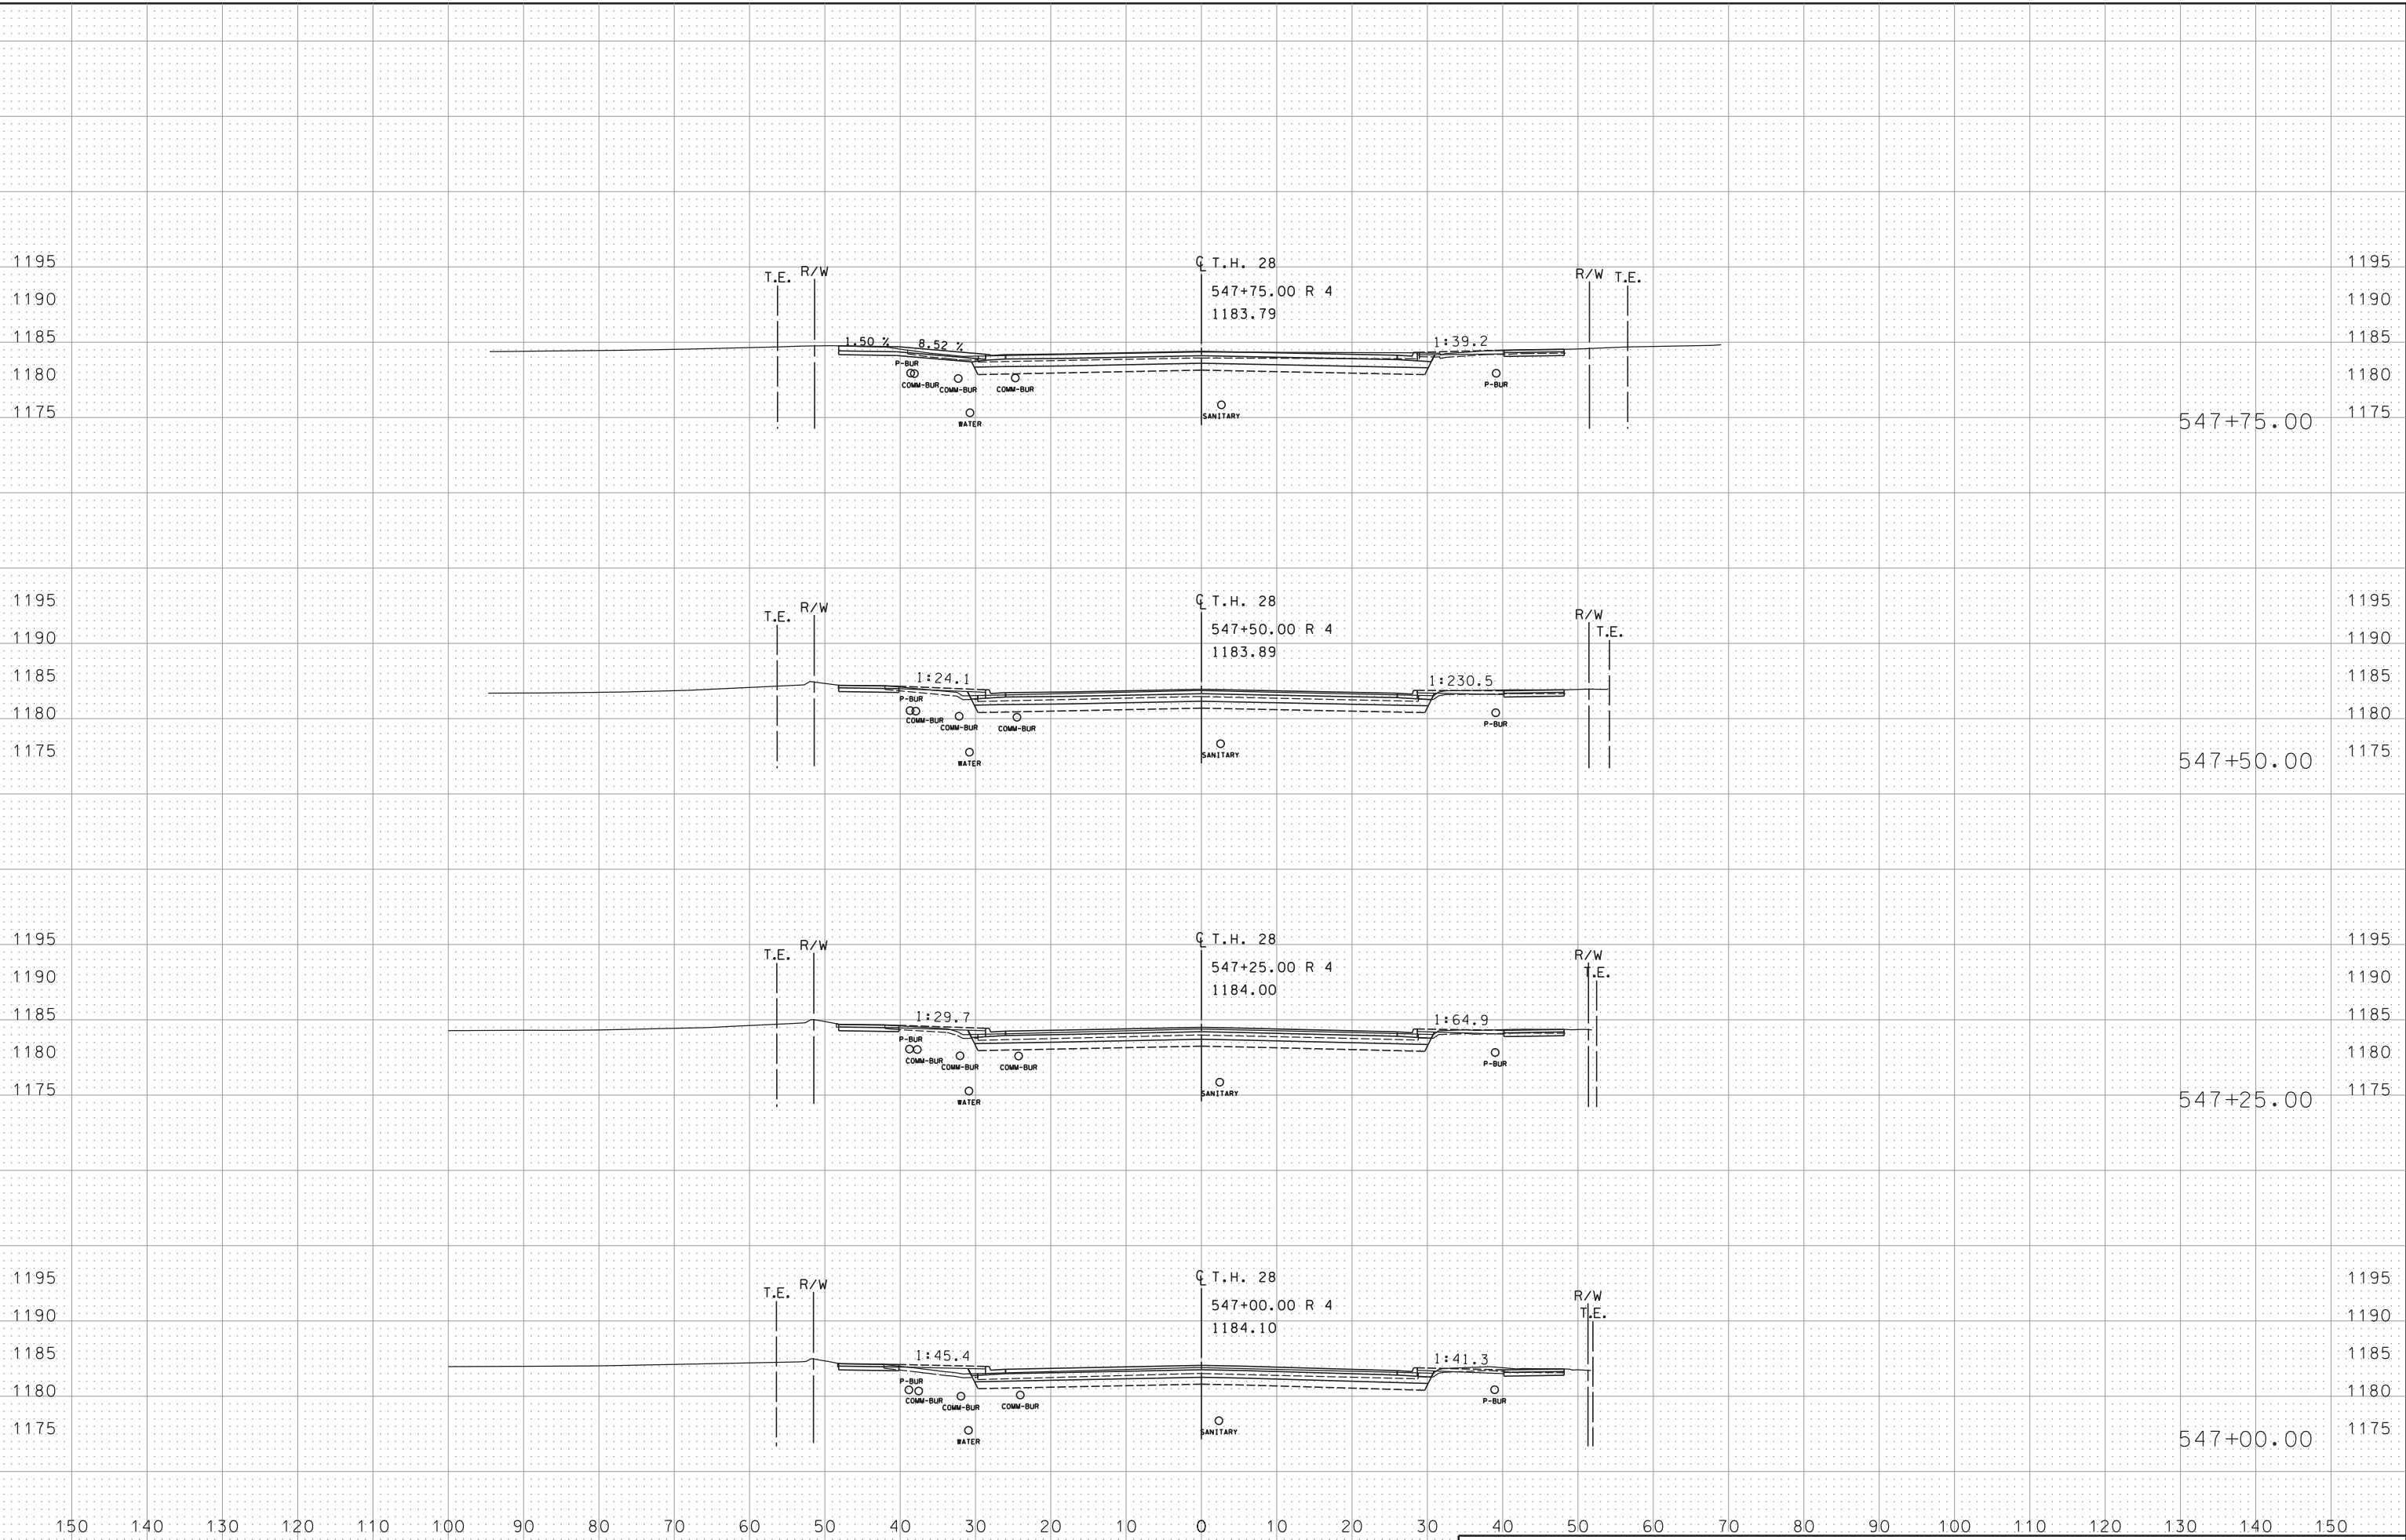 1195 R/W ℄ T.H. 28 R/W 1195
T.E. T.E.
1190 547+75.00 R 4 1190
1183.79
1185 1.50 % 8.52 % 1:39.2 1185
P-BUR
1180 COMM-BUR COMM-BUR COMM-BUR P-BUR 1180
1175 WATER SANITARY 547+75.00 1175
1195 R/W ℄ T.H. 28 1195
T.E. R/W
547+50.00 R 4 T.E.
1190 1183.89 1190
1185 1:24.1 1:230.5 1185
P-BUR
1180 COMM-BUR COMM-BUR COMM-BUR P-BUR 1180
1175 WATER SANITARY 547+50.00 1175
1195 R/W ℄ T.H. 28 1195
T.E. R/W
547+25.00 R 4 T.E.
1190 1184.00 1190
1185 1:29.7 1:64.9 1185
P-BUR
1180 COMM-BUR COMM-BUR COMM-BUR P-BUR 1180
1175 WATER SANITARY 547+25.00 1175
1195 R/W ℄ T.H. 28 1195
T.E. R/W
547+00.00 R 4 T.E.
1190 1184.10 1190
1185 1:45.4 1:41.3 1185
P-BUR
1180 COMM-BUR COMM-BUR COMM-BUR P-BUR 1180
1175 WATER SANITARY 547+00.00 1175
150 140 130 120 110 100 90 80 70 60 50 40 30 20 10 0 10 20 30 40 50 60 70 80 90 100 110 120 130 140 150